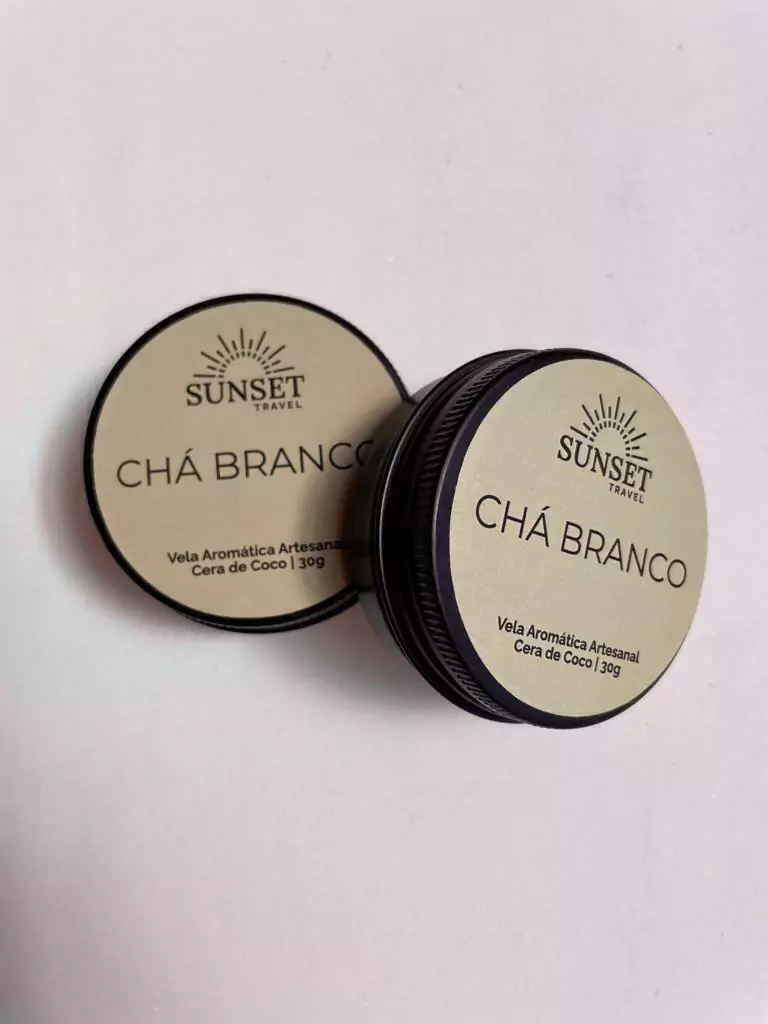 SUNSET
TRAVEL
CHÁ BRANCO
Vela Aromática Artesanal
Cera de Coco | 30g
SUNSET
TRAVEL
CHÁ BRANCO
Vela Aromática Artesanal
Cera de Coco | 30g